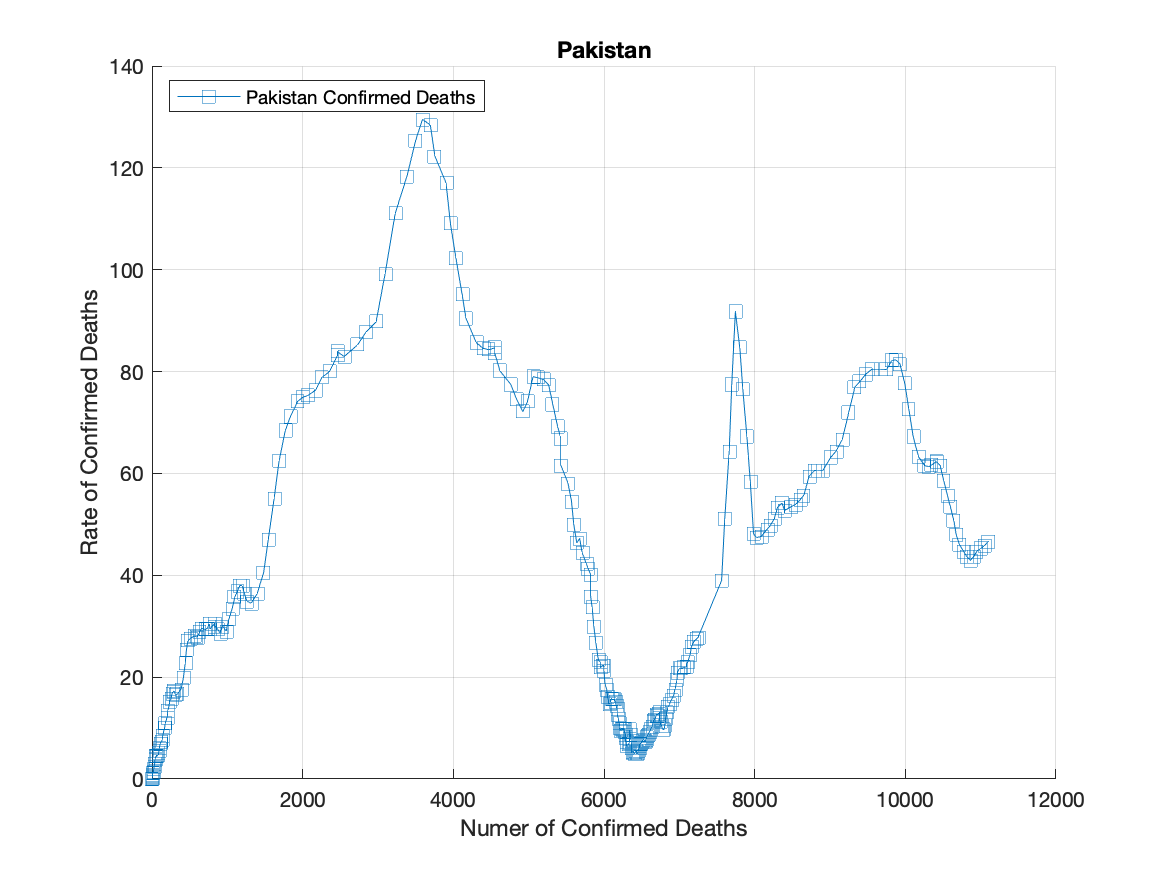 Pakistan
140
Pakistan Confirmed Deaths
120
100
80
60
40
20
0
Rate of Confirmed Deaths
0 2000 4000 6000 8000 10000 12000
Numer of Confirmed Deaths